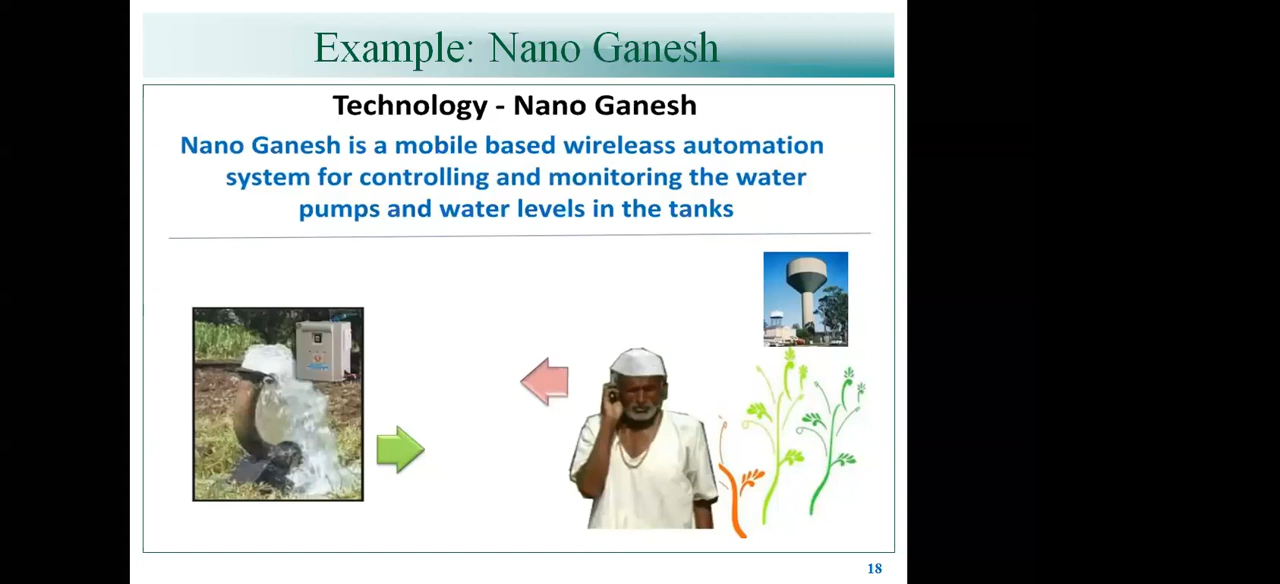 Example: Nano Ganesh
Technology - Nano Ganesh
Nano Ganesh is a mobile based wireleass automation
system for controlling and monitoring the water
pumps and water levels in the tanks
18